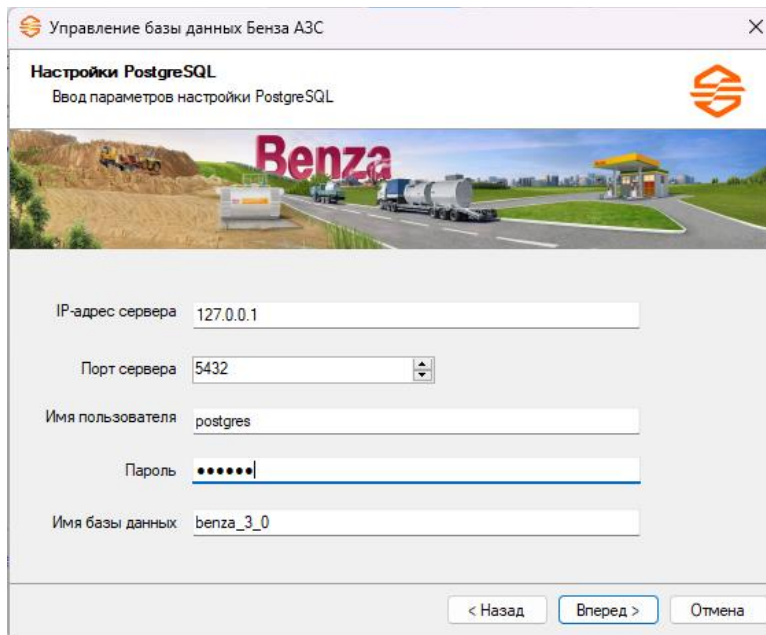 Управление базы данных Бенза АЗС
Настройки PostgreSQL
Ввод параметров настройки PostgreSQL
Benza
IP-адрес сервера 127.0.0.1
Порт сервера 5432
Имя пользователя postgres
Пароль ••••••
Имя базы данных benza_3_0
< Назад Вперед > Отмена